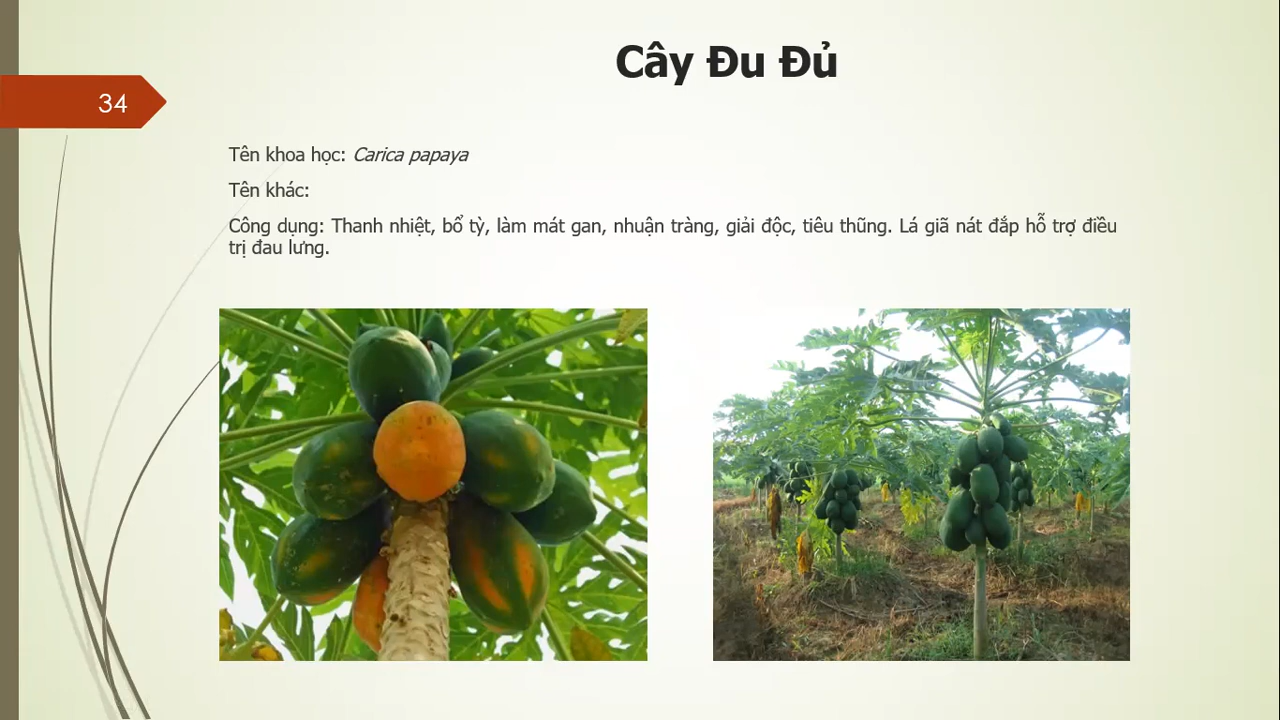 Cây Đu Đủ
34
Tên khoa học: Carica papaya
Tên khác:
Công dụng: Thanh nhiệt, bổ tỳ, làm mát gan, nhuận tràng, giải độc, tiêu thũng. Lá giã nát đắp hỗ trợ điều
trị đau lưng.